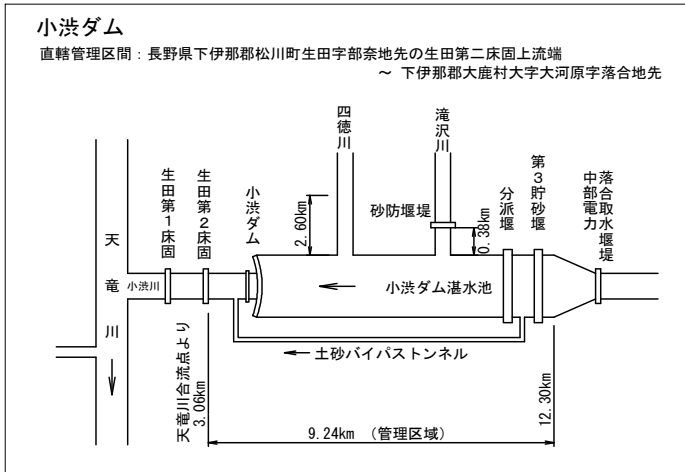 小渋ダム
直轄管理区間：長野県下伊那郡松川町生田字部奈地先の生田第二床固上流端
～ 下伊那郡大鹿村大字大河原字落合地先
四徳川
滝沢川
生田第1床固
生田第2床固
小渋ダム
2.60km
砂防堰堤
0.38km
分派堰
第3貯砂堰
中部電力
落合取水堰堤
天竜川
小渋川
小渋ダム湛水池
土砂バイパストンネル
天竜川合流点より
3.06km
12.30km
9.24km （管理区域）